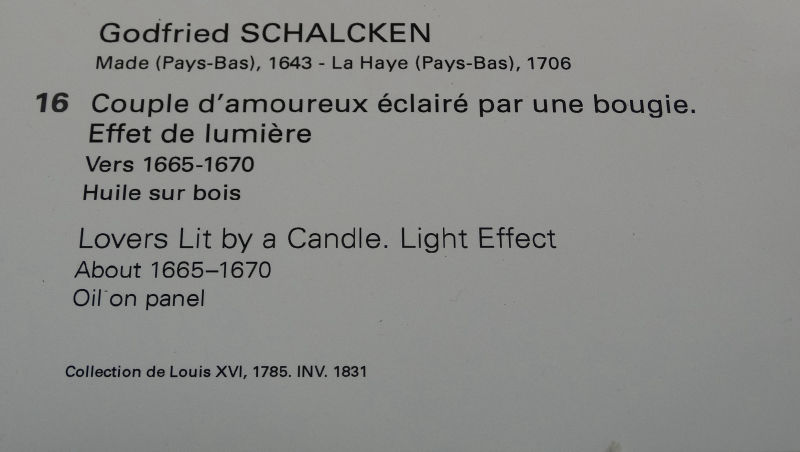 Godfried SCHALCKEN
Made (Pays-Bas), 1643 - La Haye (Pays-Bas), 1706
16 Couple d'amoureux éclairé par une bougie.
Effet de lumière
Vers 1665-1670
Huile sur bois
Lovers Lit by a Candle. Light Effect
About 1665–1670
Oil on panel
Collection de Louis XVI, 1785. INV. 1831